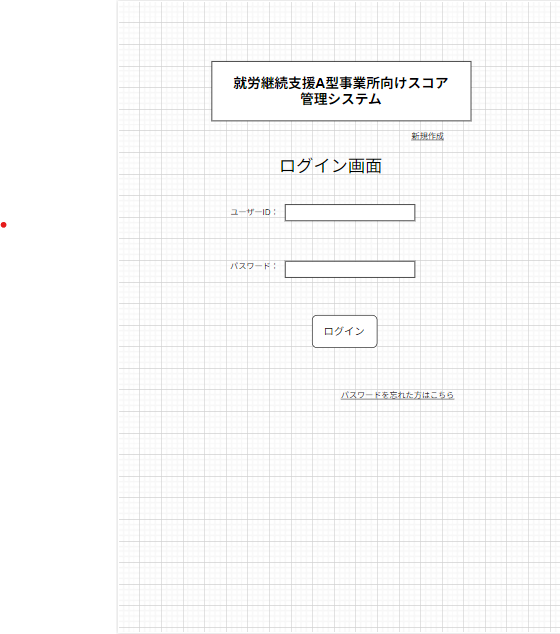 就労継続支援A型事業所向けスコア
管理システム
新規作成
ログイン画面
ユーザーID：
パスワード：
ログイン
パスワードを忘れた方はこちら